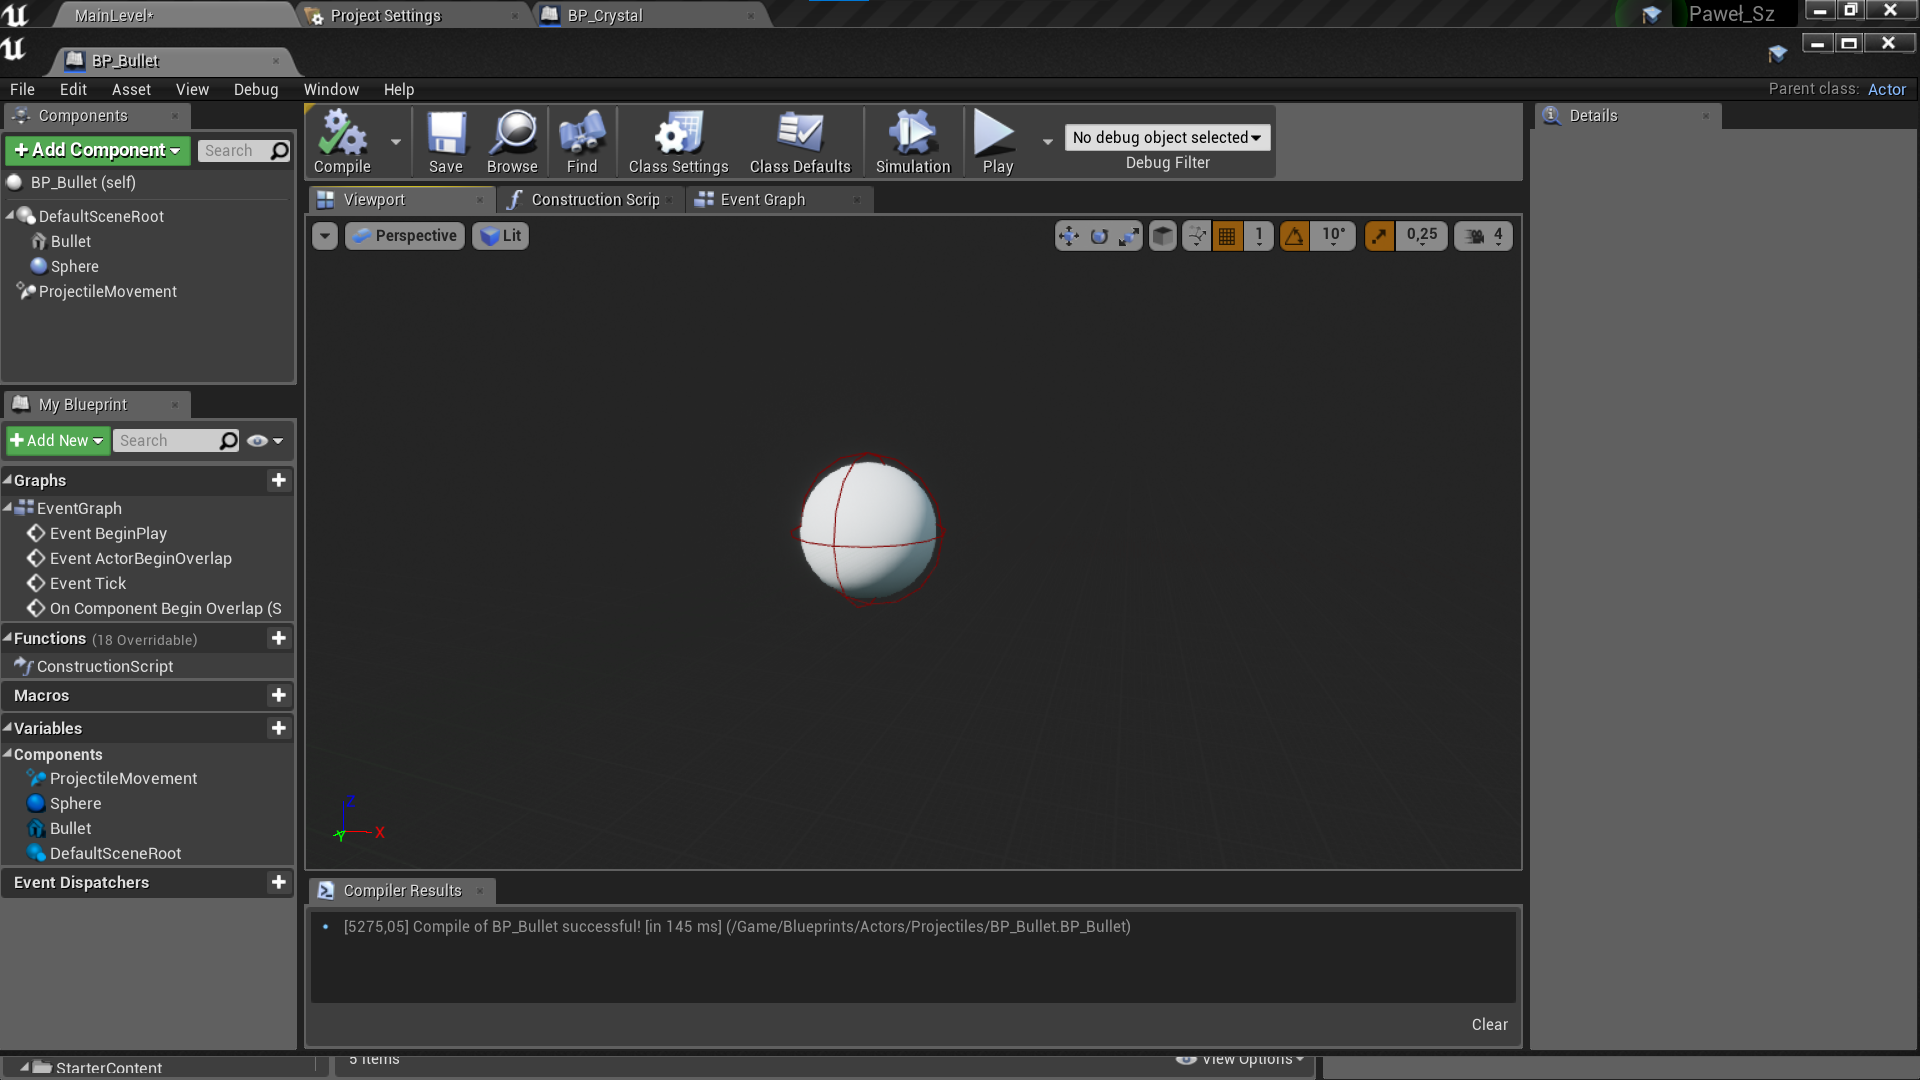 MainLevel*
Project Settings
BP_Crystal
Paweł_Sz
BP_Bullet
File Edit Asset View Debug Window Help
Parent class: Actor
Components
Add Component
Search
BP_Bullet (self)
DefaultSceneRoot
Bullet
Sphere
ProjectileMovement
My Blueprint
Add New
Search
Graphs
EventGraph
Event BeginPlay
Event ActorBeginOverlap
Event Tick
On Component Begin Overlap (S
Functions (18 Overridable)
ConstructionScript
Macros
Variables
Components
ProjectileMovement
Sphere
Bullet
DefaultSceneRoot
Event Dispatchers
StarterContent
Compile
Save
Browse
Find
Class Settings
Class Defaults
Simulation
Play
No debug object selected
Debug Filter
Viewport
Construction Scrip
Event Graph
Perspective
Lit
1
10°
0,25
4
Z
X
Y
Compiler Results
[5275,05] Compile of BP_Bullet successful! [in 145 ms] (/Game/Blueprints/Actors/Projectiles/BP_Bullet.BP_Bullet)
Clear
5 items
View Options
Details